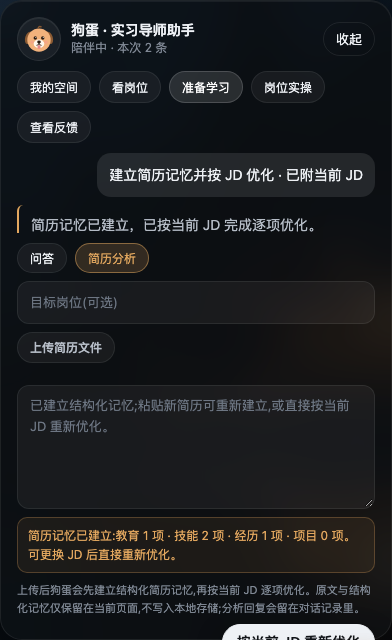 狗蛋 · 实习导师助手
陪伴中 · 本次 2 条
收起
我的空间
看岗位
准备学习
岗位实操
查看反馈
建立简历记忆并按 JD 优化 · 已附当前 JD
简历记忆已建立，已按当前 JD 完成逐项优化。
问答
简历分析
目标岗位(可选)
上传简历文件
已建立结构化记忆;粘贴新简历可重新建立,或直接按当前
JD 重新优化。
简历记忆已建立:教育 1 项 · 技能 2 项 · 经历 1 项 · 项目 0 项。
可更换 JD 后直接重新优化。
上传后狗蛋会先建立结构化简历记忆,再按当前 JD 逐项优化。原文与结
构化记忆仅保留在当前页面,不写入本地存储;分析回复会留在对话记录里。
按当前 JD 重新优化